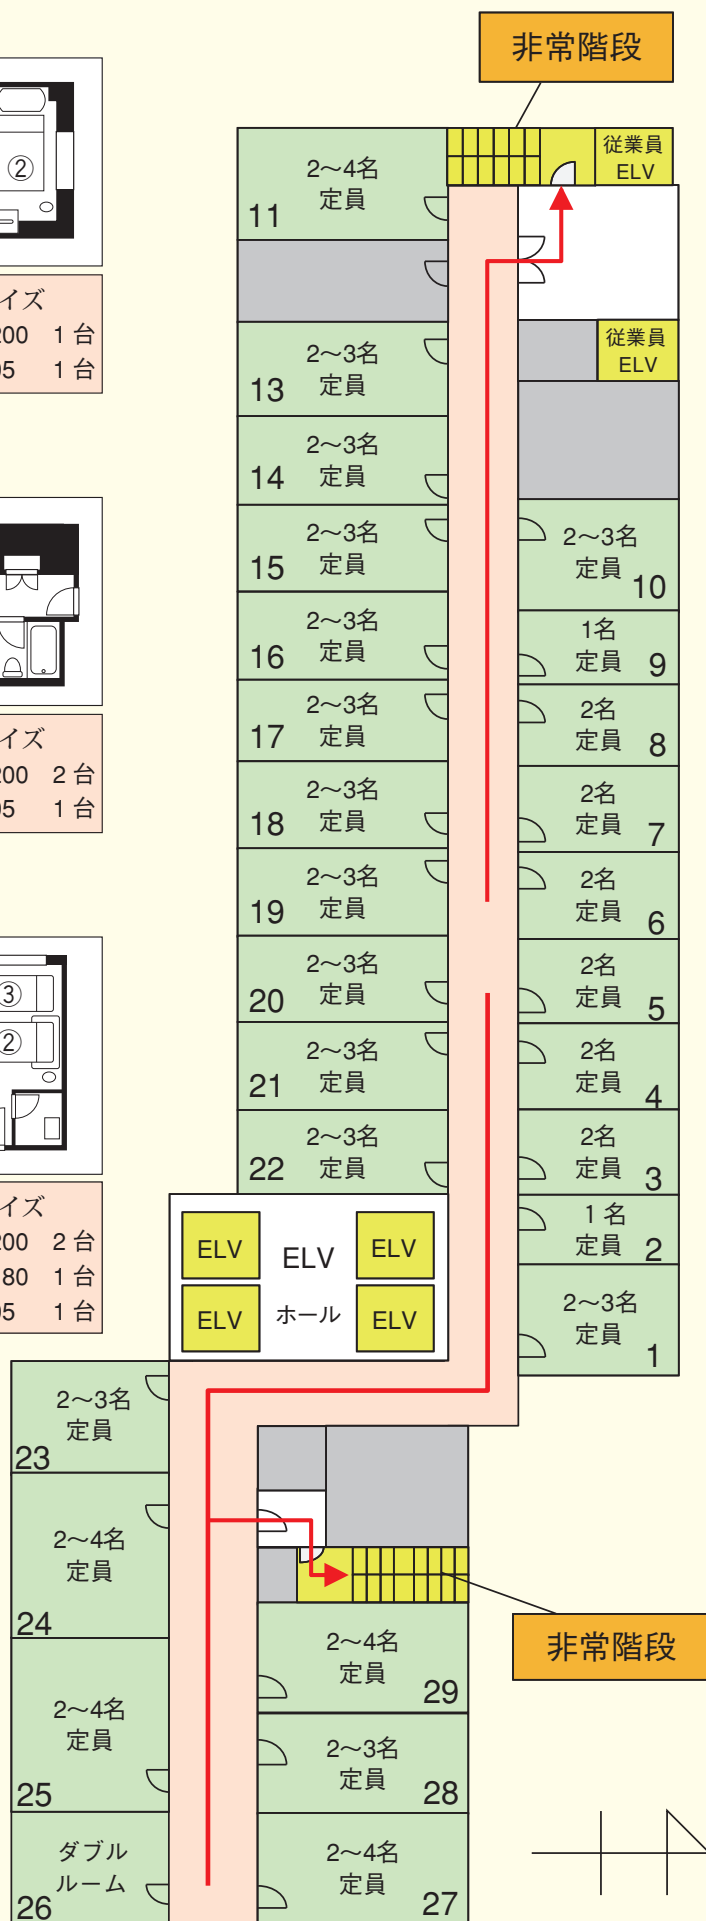 非常階段
従業員
ELV
2〜4名
定員
11
②
イズ
200 1台
95 1台
従業員
ELV
2〜3名
定員
13
2〜3名
定員
14
2〜3名
定員
15
2〜3名
定員
16
2〜3名
定員
17
2〜3名
定員
18
2〜3名
定員
19
2〜3名
定員
20
2〜3名
定員
21
2〜3名
定員
22
2〜3名
定員
10
1名
定員
9
2名
定員
8
2名
定員
7
2名
定員
6
2名
定員
5
2名
定員
4
2名
定員
3
1名
定員
2
2〜3名
定員
1
イズ
200 2台
95 1台
③
②
イズ
200 2台
80 1台
95 1台
ELV
ELV
ELV
ホール
ELV
ELV
2〜3名
定員
23
2〜4名
定員
24
2〜4名
定員
25
ダブル
ルーム
26
非常階段
2〜4名
定員
29
2〜3名
定員
28
2〜4名
定員
27